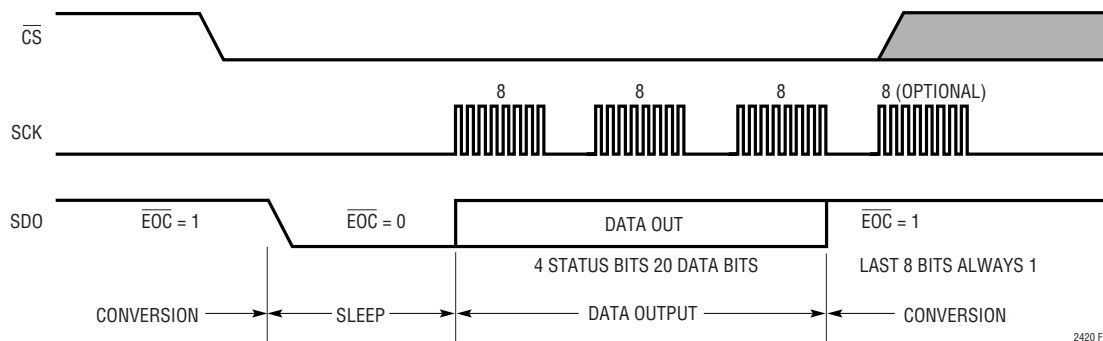 CS
8 8 8 8 (OPTIONAL)
SCK
SDO EOC = 1 EOC = 0 DATA OUT EOC = 1
4 STATUS BITS 20 DATA BITS LAST 8 BITS ALWAYS 1
CONVERSION SLEEP DATA OUTPUT CONVERSION
2420 F